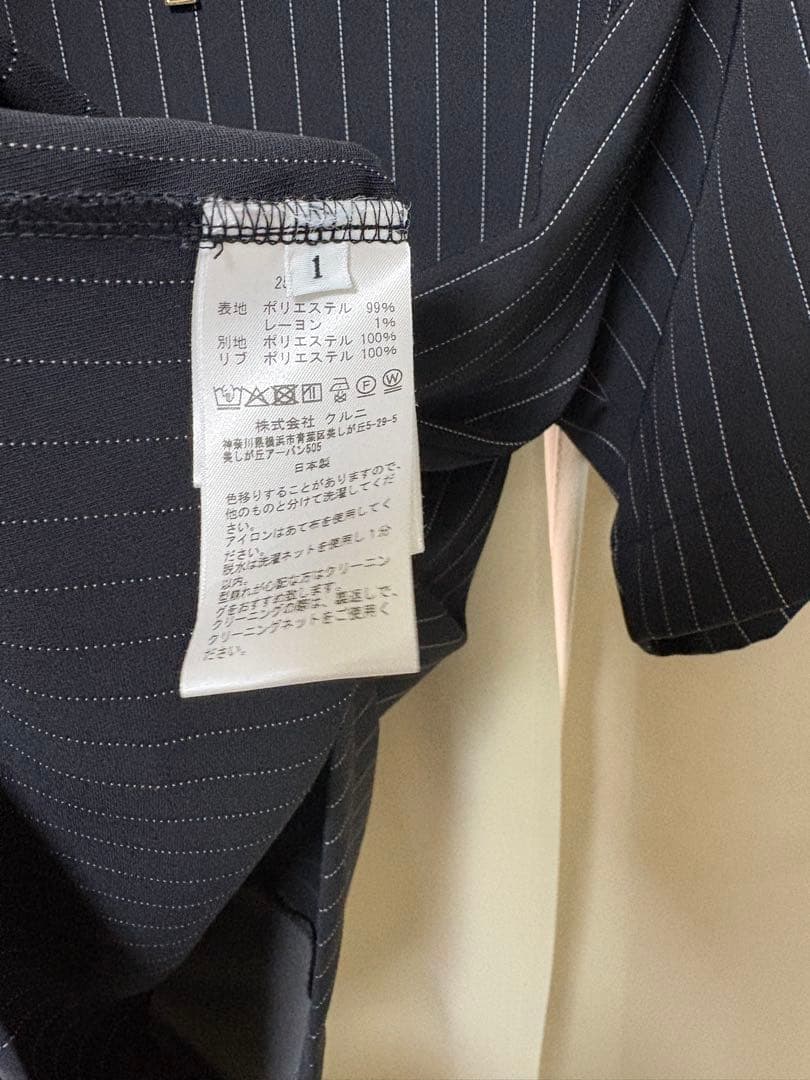 1
表地 ポリエステル 99%
レーヨン 1%
別地 ポリエステル 100%
リブ ポリエステル 100%
株式会社 クルニ
神奈川県横浜市青葉区美しが丘5-29-5
美しが丘アーバン505
日本製
色移りすることがありますので、
他のものと分けて洗濯してくだ
さい。
アイロンはあて布を使用してく
ださい。
脱水は洗濯ネットを使用し1分
以内。
型崩れが心配な方はクリーニン
グをおすすめ致します。
クリーニングの際は、裏返しで、
クリーニングネットをご使用く
ださい。